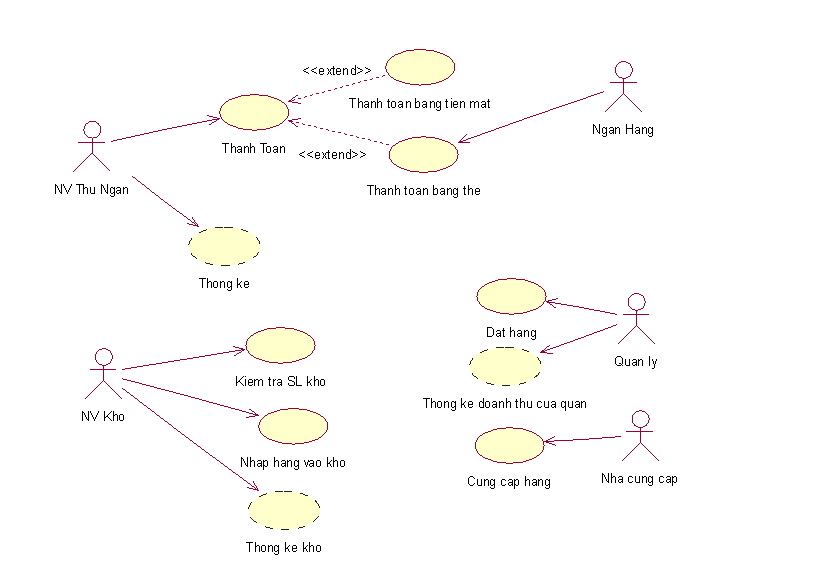 <<extend>>
Thanh toan bang tien mat
Ngan Hang
Thanh Toan
<<extend>>
NV Thu Ngan
Thanh toan bang the
Thong ke
Dat hang
Quan ly
Kiem tra SL kho
Thong ke doanh thu cua quan
NV Kho
Nhap hang vao kho
Cung cap hang
Nha cung cap
Thong ke kho